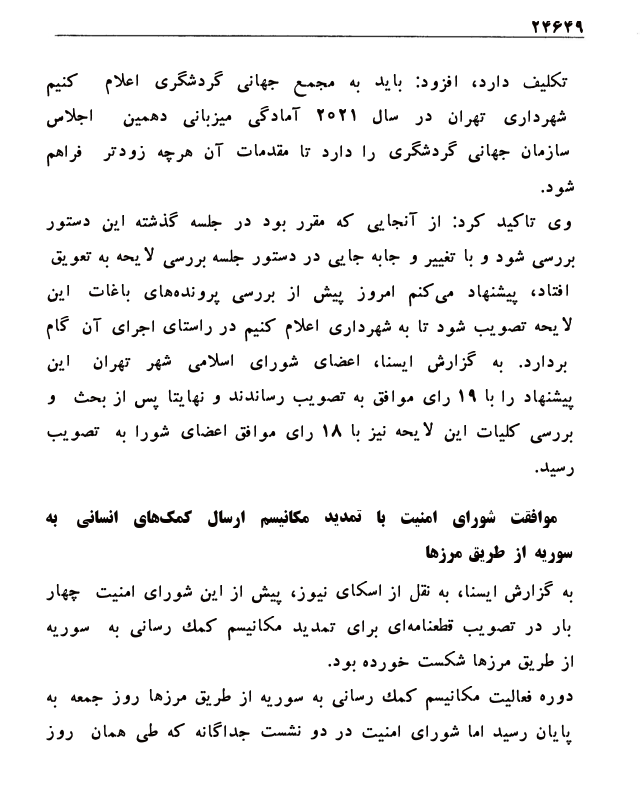 ۲۴۶۴۹
تکلیف دارد، افزود: باید به مجمع جهانی گردشگری اعلام کنیم
شهرداری تهران در سال ۲۰۲۱ آمادگی میزبانی دهمین اجلاس
سازمان جهانی گردشگری را دارد تا مقدمات آن هرچه زودتر فراهم
شود.
وی تاکید کرد: از آنجایی که مقرر بود در جلسه گذشته این دستور
بررسی شود و با تغییر و جابه جایی در دستور جلسه بررسی لایحه به تعویق
افتاد، پیشنهاد می‌کنم امروز پیش از بررسی پرونده‌های باغات این
لایحه تصویب شود تا به شهرداری اعلام کنیم در راستای اجرای آن گام
بردارد. به گزارش ایسنا، اعضای شورای اسلامی شهر تهران این
پیشنهاد را با ۱۹ رای موافق به تصویب رساندند و نهایتا پس از بحث و
بررسی کلیات این لایحه نیز با ۱۸ رای موافق اعضای شورا به تصویب
رسید.
موافقت شورای امنیت با تمدید مکانیسم ارسال کمک‌های انسانی به
سوریه از طریق مرزها
به گزارش ایسنا، به نقل از اسکای نیوز، پیش از این شورای امنیت چهار
بار در تصویب قطعنامه‌ای برای تمدید مکانیسم کمك رسانی به سوریه
از طریق مرزها شکست خورده بود.
دوره فعالیت مکانیسم کمك رسانی به سوریه از طریق مرزها روز جمعه به
پایان رسید اما شورای امنیت در دو نشست جداگانه که طی همان روز